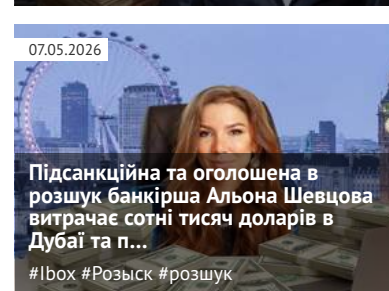 07.05.2026
Підсанкційна та оголошена в
розшук банкірша Альона Шевцова
витрачає сотні тисяч доларів в
Дубаї та п...
#Ibox #Розыск #розшук